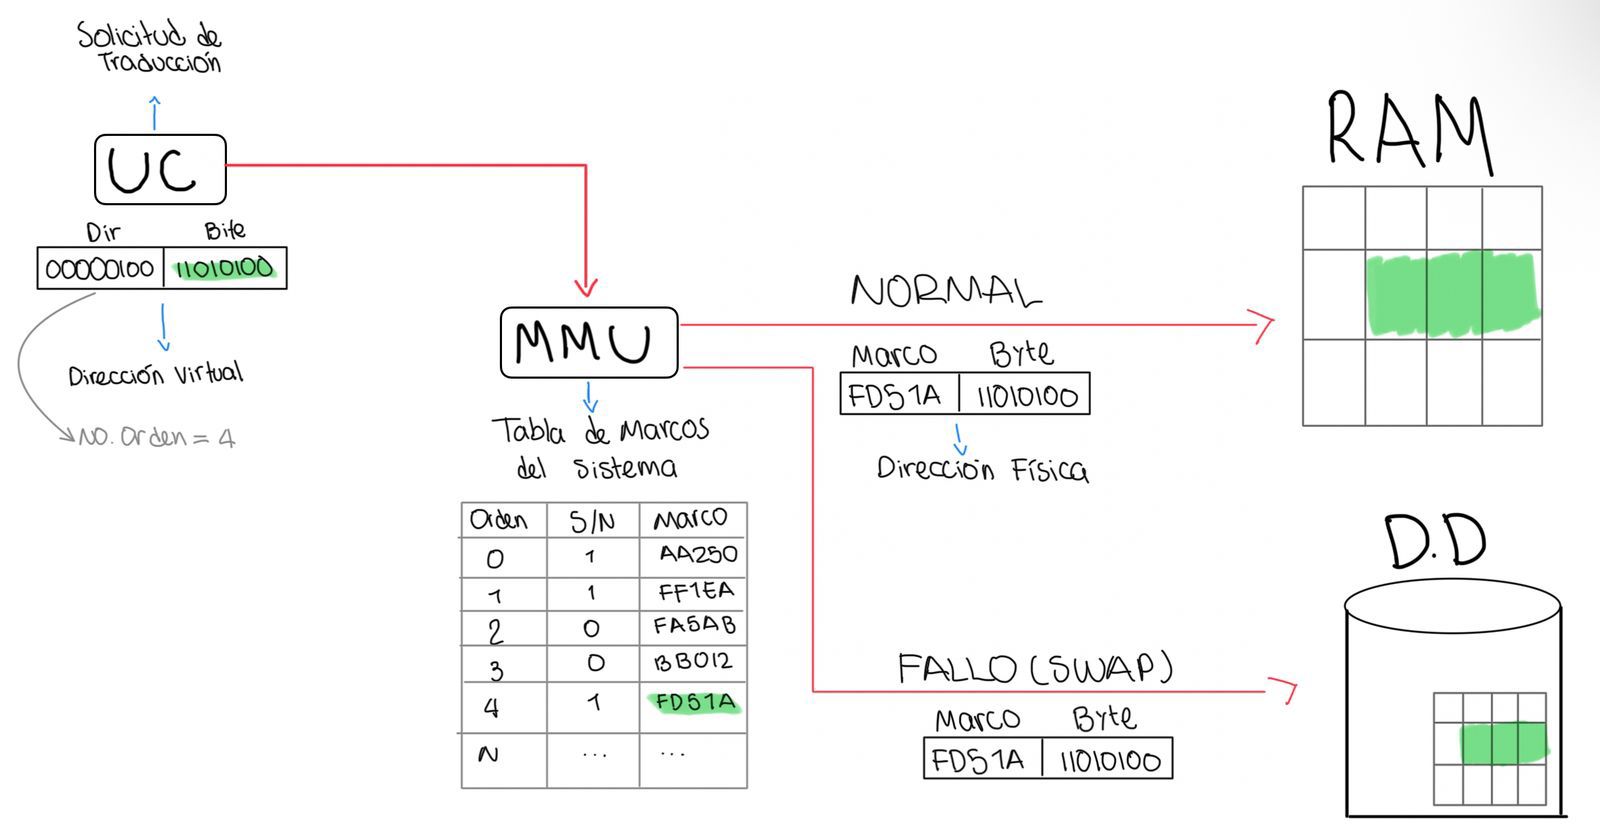 Solicitud de
Traducción
UC
Dir Bite
00000100 11010100
Dirección Virtual
No. Orden = 4
MMU
Tabla de Marcos
del Sistema
Orden S/N Marco
0 1 AA250
1 1 FF1EA
2 0 FA5AB
3 0 BB012
4 1 FD51A
N ... ...
NORMAL
Marco Byte
FD51A 11010100
Dirección Física
FALLO (SWAP)
Marco Byte
FD51A 11010100
RAM
D.D